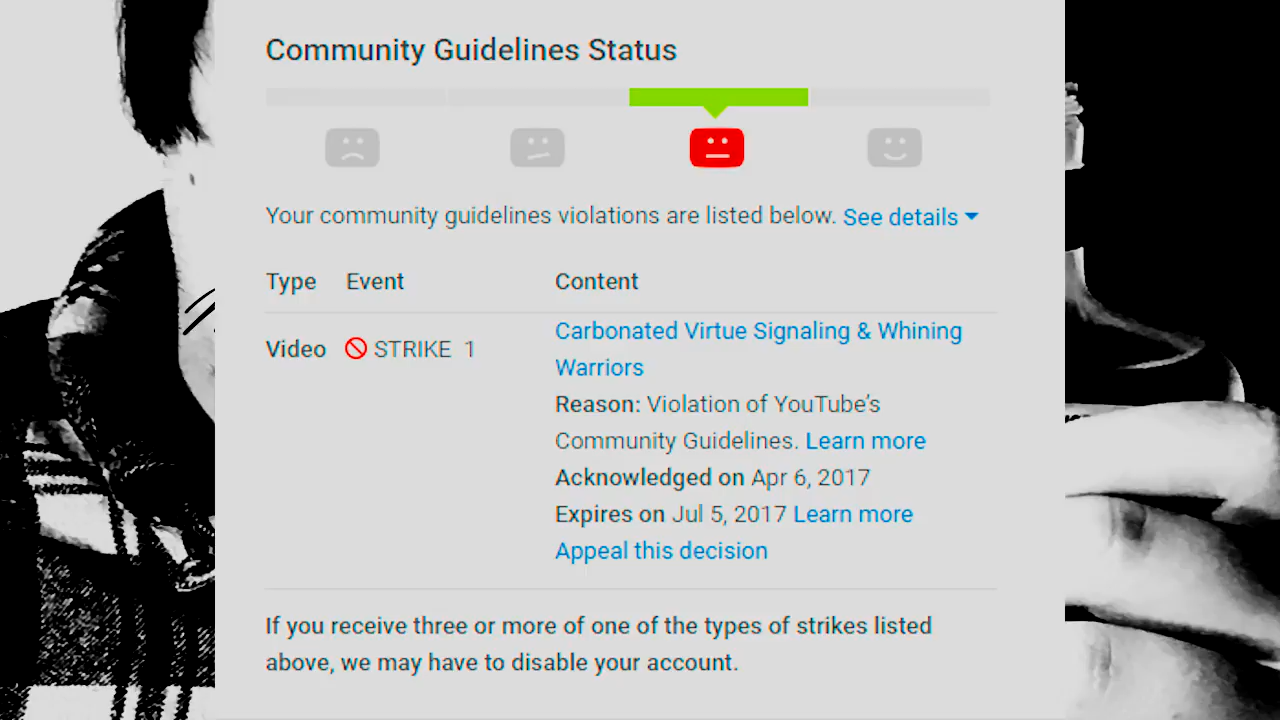 Community Guidelines Status
Your community guidelines violations are listed below. See details
Type Event Content
Video STRIKE 1 Carbonated Virtue Signaling & Whining
Warriors
Reason: Violation of YouTube’s
Community Guidelines. Learn more
Acknowledged on Apr 6, 2017
Expires on Jul 5, 2017 Learn more
Appeal this decision
If you receive three or more of one of the types of strikes listed
above, we may have to disable your account.